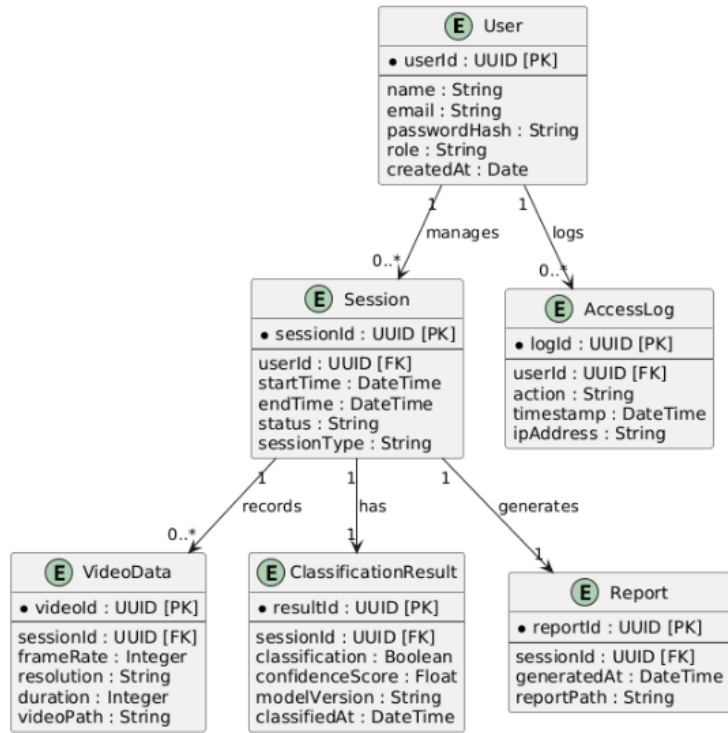 E User
* userId : UUID [PK]
name : String
email : String
passwordHash : String
role : String
createdAt : Date
1
1
manages
logs
0..*
0..*
E Session
* sessionId : UUID [PK]
userId : UUID [FK]
startTime : DateTime
endTime : DateTime
status : String
sessionType : String
E AccessLog
* logId : UUID [PK]
userId : UUID [FK]
action : String
timestamp : DateTime
ipAddress : String
1
1
1
records
has
generates
0..*
1
1
E VideoData
* videoId : UUID [PK]
sessionId : UUID [FK]
frameRate : Integer
resolution : String
duration : Integer
videoPath : String
E ClassificationResult
* resultId : UUID [PK]
sessionId : UUID [FK]
classification : Boolean
confidenceScore : Float
modelVersion : String
classifiedAt : DateTime
E Report
* reportId : UUID [PK]
sessionId : UUID [FK]
generatedAt : DateTime
reportPath : String